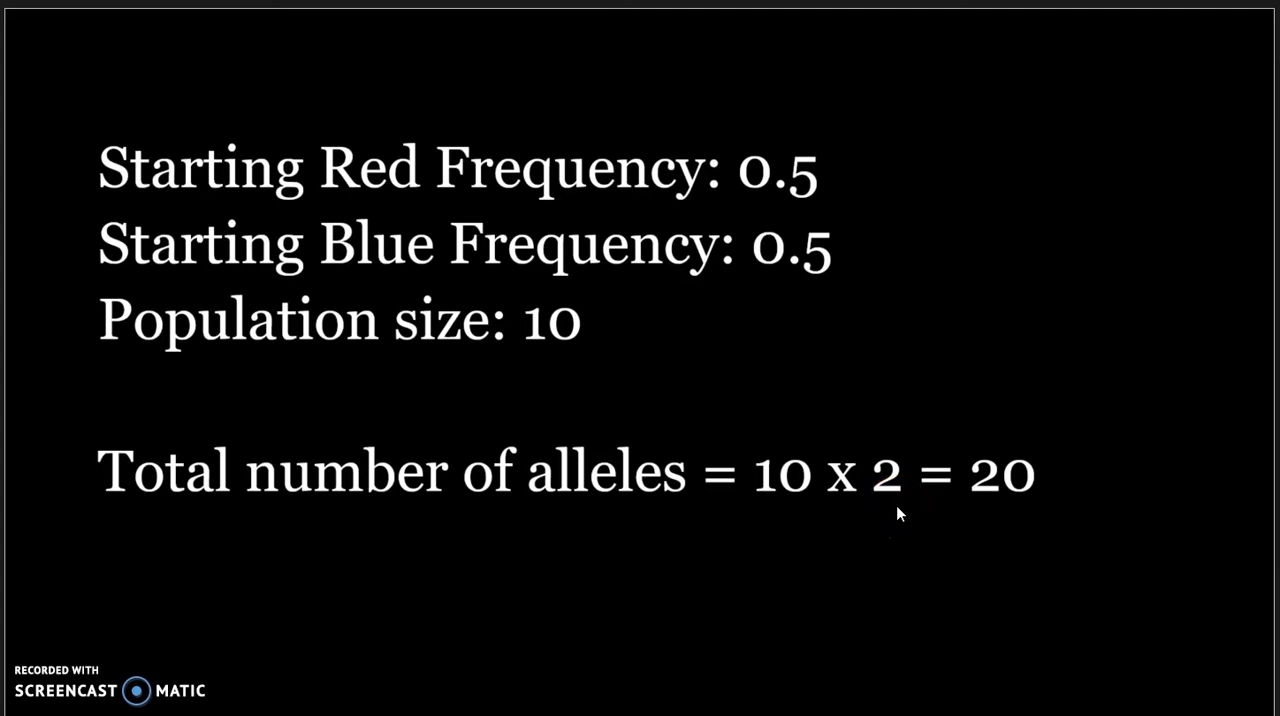 Starting Red Frequency: 0.5
Starting Blue Frequency: 0.5
Population size: 10
Total number of alleles = 10 x 2 = 20
RECORDED WITH
SCREENCAST MATIC